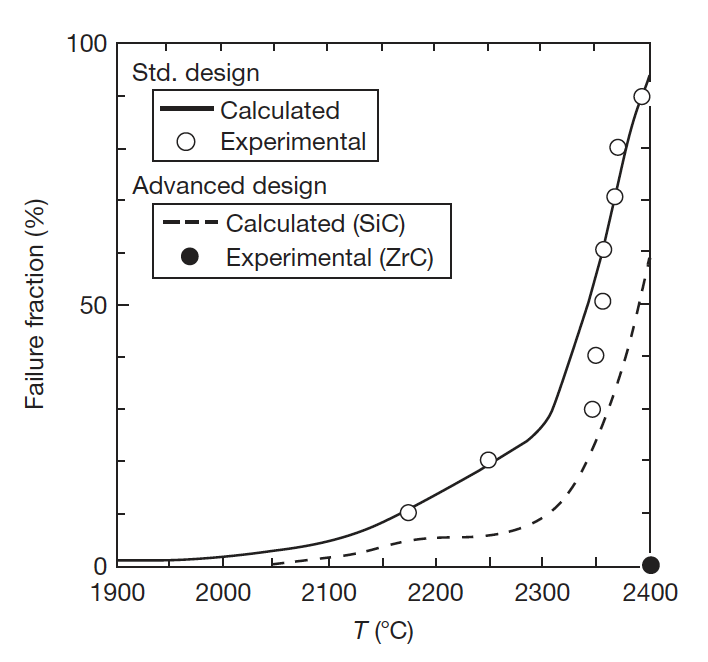 100
Std. design
Calculated
Experimental
Advanced design
Calculated (SiC)
Experimental (ZrC)
Failure fraction (%)
50
0
1900 2000 2100 2200 2300 2400
T (°C)